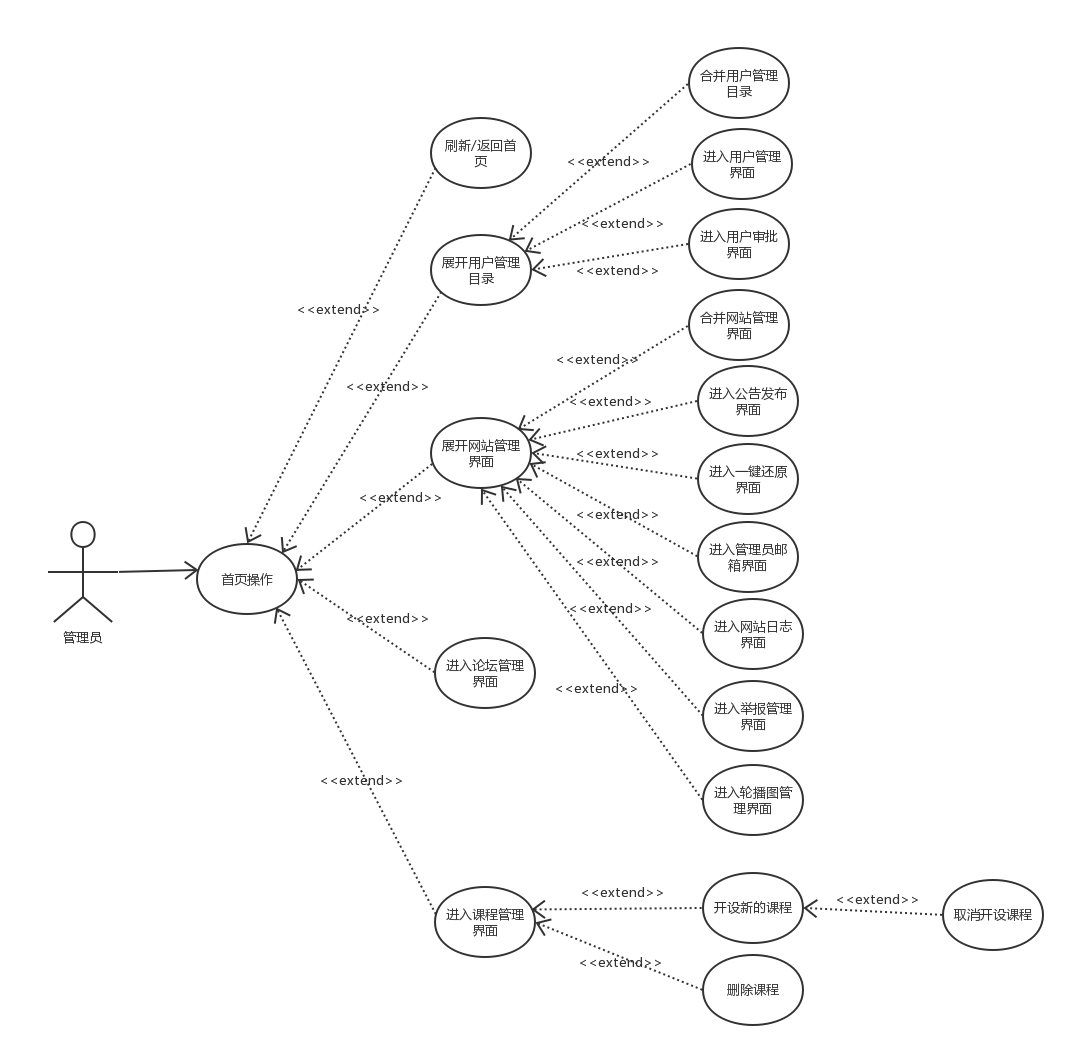 合并用户管理
目录
刷新/返回首
页
进入用户管理
界面
<<extend>>
<<extend>>
进入用户审批
界面
展开用户管理
目录
<<extend>>
<<extend>>
合并网站管理
界面
<<extend>>
<<extend>>
进入公告发布
界面
<<extend>>
展开网站管理
界面
<<extend>>
进入一键还原
界面
<<extend>>
<<extend>>
进入管理员邮
箱界面
<<extend>>
首页操作
<<extend>>
<<extend>>
进入网站日志
界面
管理员
进入论坛管理
界面
<<extend>>
进入举报管理
界面
<<extend>>
进入轮播图管
理界面
<<extend>>
<<extend>>
开设新的课程
取消开设课程
进入课程管理
界面
<<extend>>
删除课程